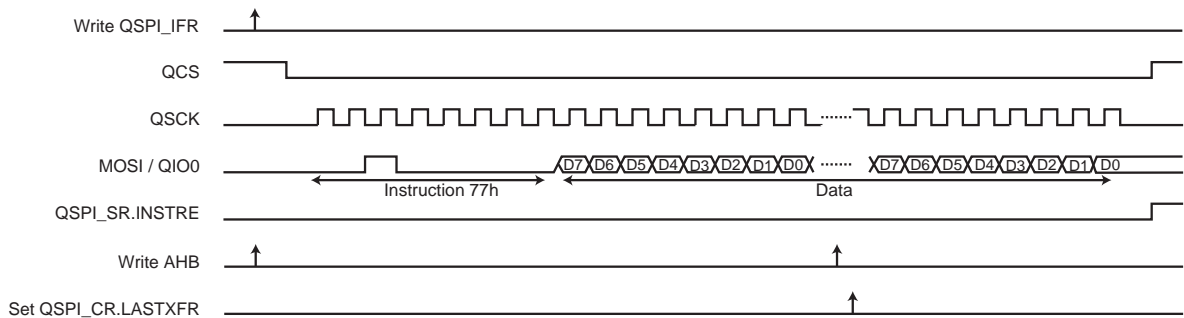 Write QSPI_IFR
QCS
QSCK
MOSI / QIO0
D7 D6 D5 D4 D3 D2 D1 D0 ....... D7 D6 D5 D4 D3 D2 D1 D0
Instruction 77h
Data
QSPI_SR.INSTRE
Write AHB
Set QSPI_CR.LASTXFR